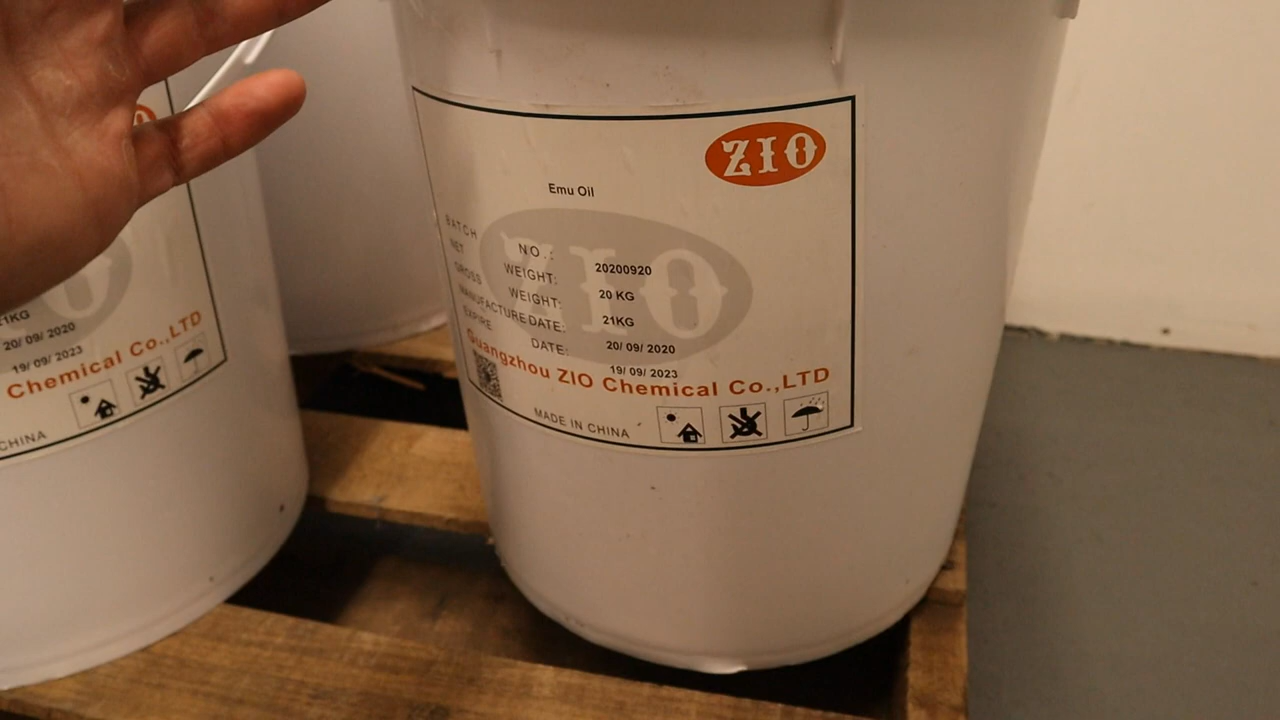 ZIO
Emu Oil
ZIO
BATCH NO.: 20200920
NET WEIGHT: 20 KG
GROSS WEIGHT: 21KG
MANUFACTURE DATE: 20/ 09/ 2020
EXPIRE DATE: 19/ 09/ 2023
Guangzhou ZIO Chemical Co.,LTD
MADE IN CHINA
21KG
20/ 09/ 2020
19/ 09/ 2023
Chemical Co.,LTD
CHINA